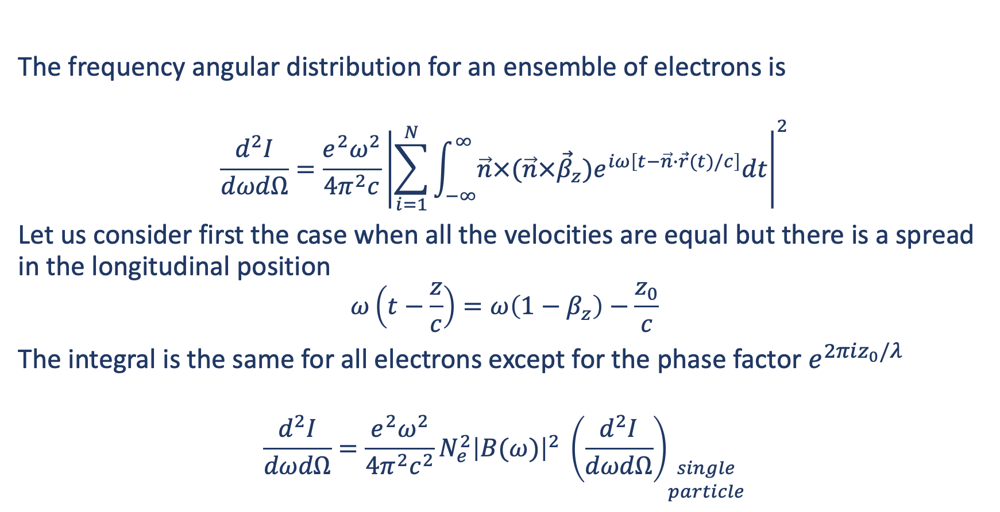 The frequency angular distribution for an ensemble of electrons is
$\frac{d^2I}{d\omega d\Omega} = \frac{e^2\omega^2}{4\pi^2c} \left| \sum_{i=1}^{N} \int_{-\infty}^{\infty} \vec{n} \times (\vec{n} \times \vec{\beta}_z) e^{i\omega[t-\vec{n}\cdot\vec{r}(t)/c]} dt \right|^2$
Let us consider first the case when all the velocities are equal but there is a spread
in the longitudinal position
$\omega \left( t - \frac{z}{c} \right) = \omega(1 - \beta_z) - \frac{z_0}{c}$
The integral is the same for all electrons except for the phase factor $e^{2\pi i z_0/\lambda}$
$\frac{d^2I}{d\omega d\Omega} = \frac{e^2\omega^2}{4\pi^2c^2} N_e^2 |B(\omega)|^2 \left( \frac{d^2I}{d\omega d\Omega} \right)_{\substack{single \\ particle}}$